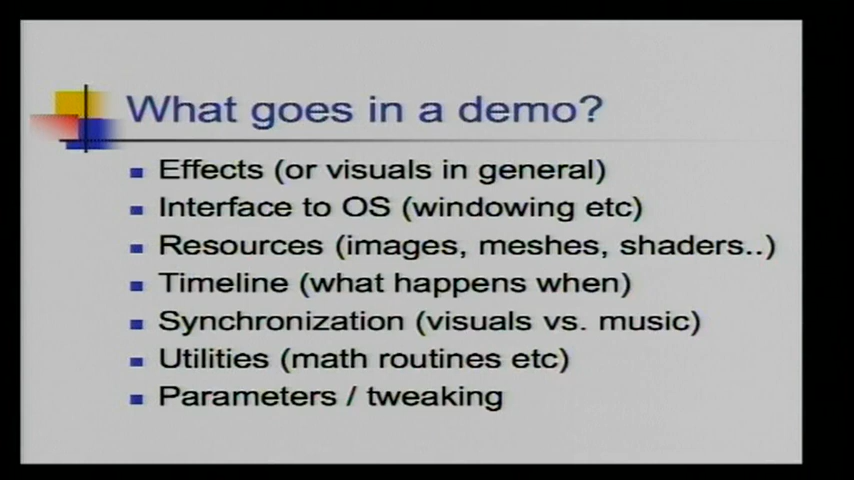 What goes in a demo?
Effects (or visuals in general)
Interface to OS (windowing etc)
Resources (images, meshes, shaders..)
Timeline (what happens when)
Synchronization (visuals vs. music)
Utilities (math routines etc)
Parameters / tweaking